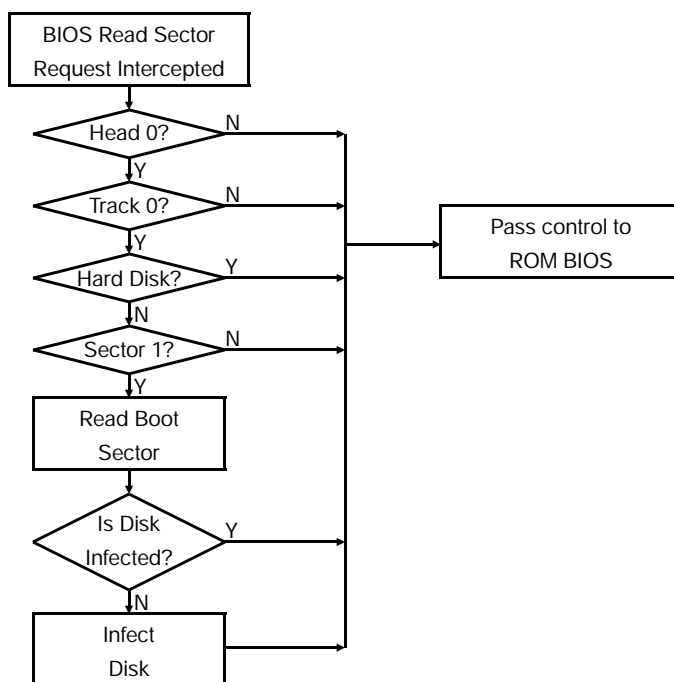 BIOS Read Sector
Request Intercepted
Head 0?
N
Y
Track 0?
N
Y
Pass control to
ROM BIOS
Hard Disk?
Y
N
Sector 1?
N
Y
Read Boot
Sector
Is Disk
Infected?
Y
N
Infect
Disk